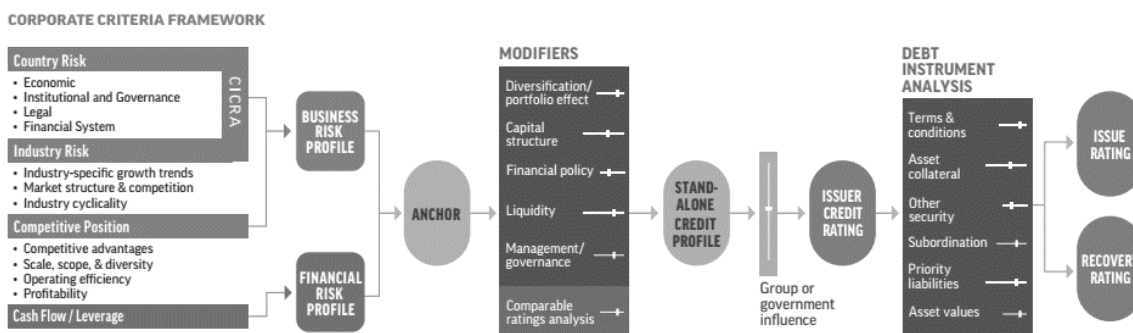 CORPORATE CRITERIA FRAMEWORK
Country Risk
• Economic
• Institutional and Governance
• Legal
• Financial System
CICRA
Industry Risk
• Industry-specific growth trends
• Market structure & competition
• Industry cyclicality
Competitive Position
• Competitive advantages
• Scale, scope, & diversity
• Operating efficiency
• Profitability
Cash Flow / Leverage
BUSINESS
RISK
PROFILE
FINANCIAL
RISK
PROFILE
ANCHOR
MODIFIERS
Diversification/
portfolio effect
Capital
structure
Financial policy
Liquidity
Management/
governance
Comparable
ratings analysis
STAND-
ALONE
CREDIT
PROFILE
Group or
government
influence
ISSUER
CREDIT
RATING
DEBT
INSTRUMENT
ANALYSIS
Terms &
conditions
Asset
collateral
Other
security
Subordination
Priority
liabilities
Asset values
ISSUE
RATING
RECOVERY
RATING